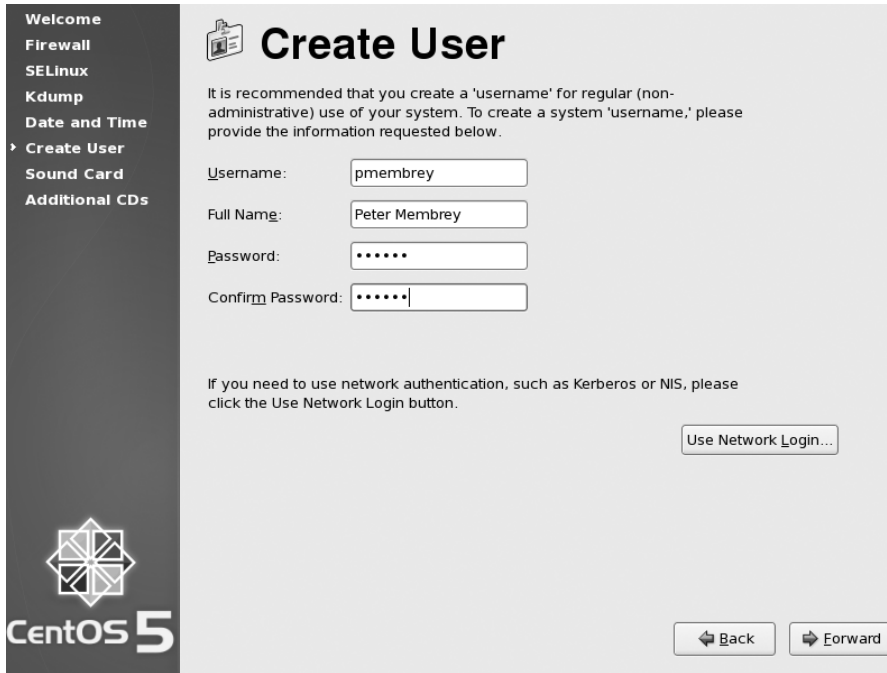 Welcome
Firewall
SELinux
Kdump
Date and Time
Create User
Sound Card
Additional CDs
Create User
It is recommended that you create a 'username' for regular (non-
administrative) use of your system. To create a system 'username,' please
provide the information requested below.
Username: pmembrey
Full Name: Peter Membrey
Password: ••••••
Confirm Password: ••••••
If you need to use network authentication, such as Kerberos or NIS, please
click the Use Network Login button.
Use Network Login...
CentOS 5
Back
Forward